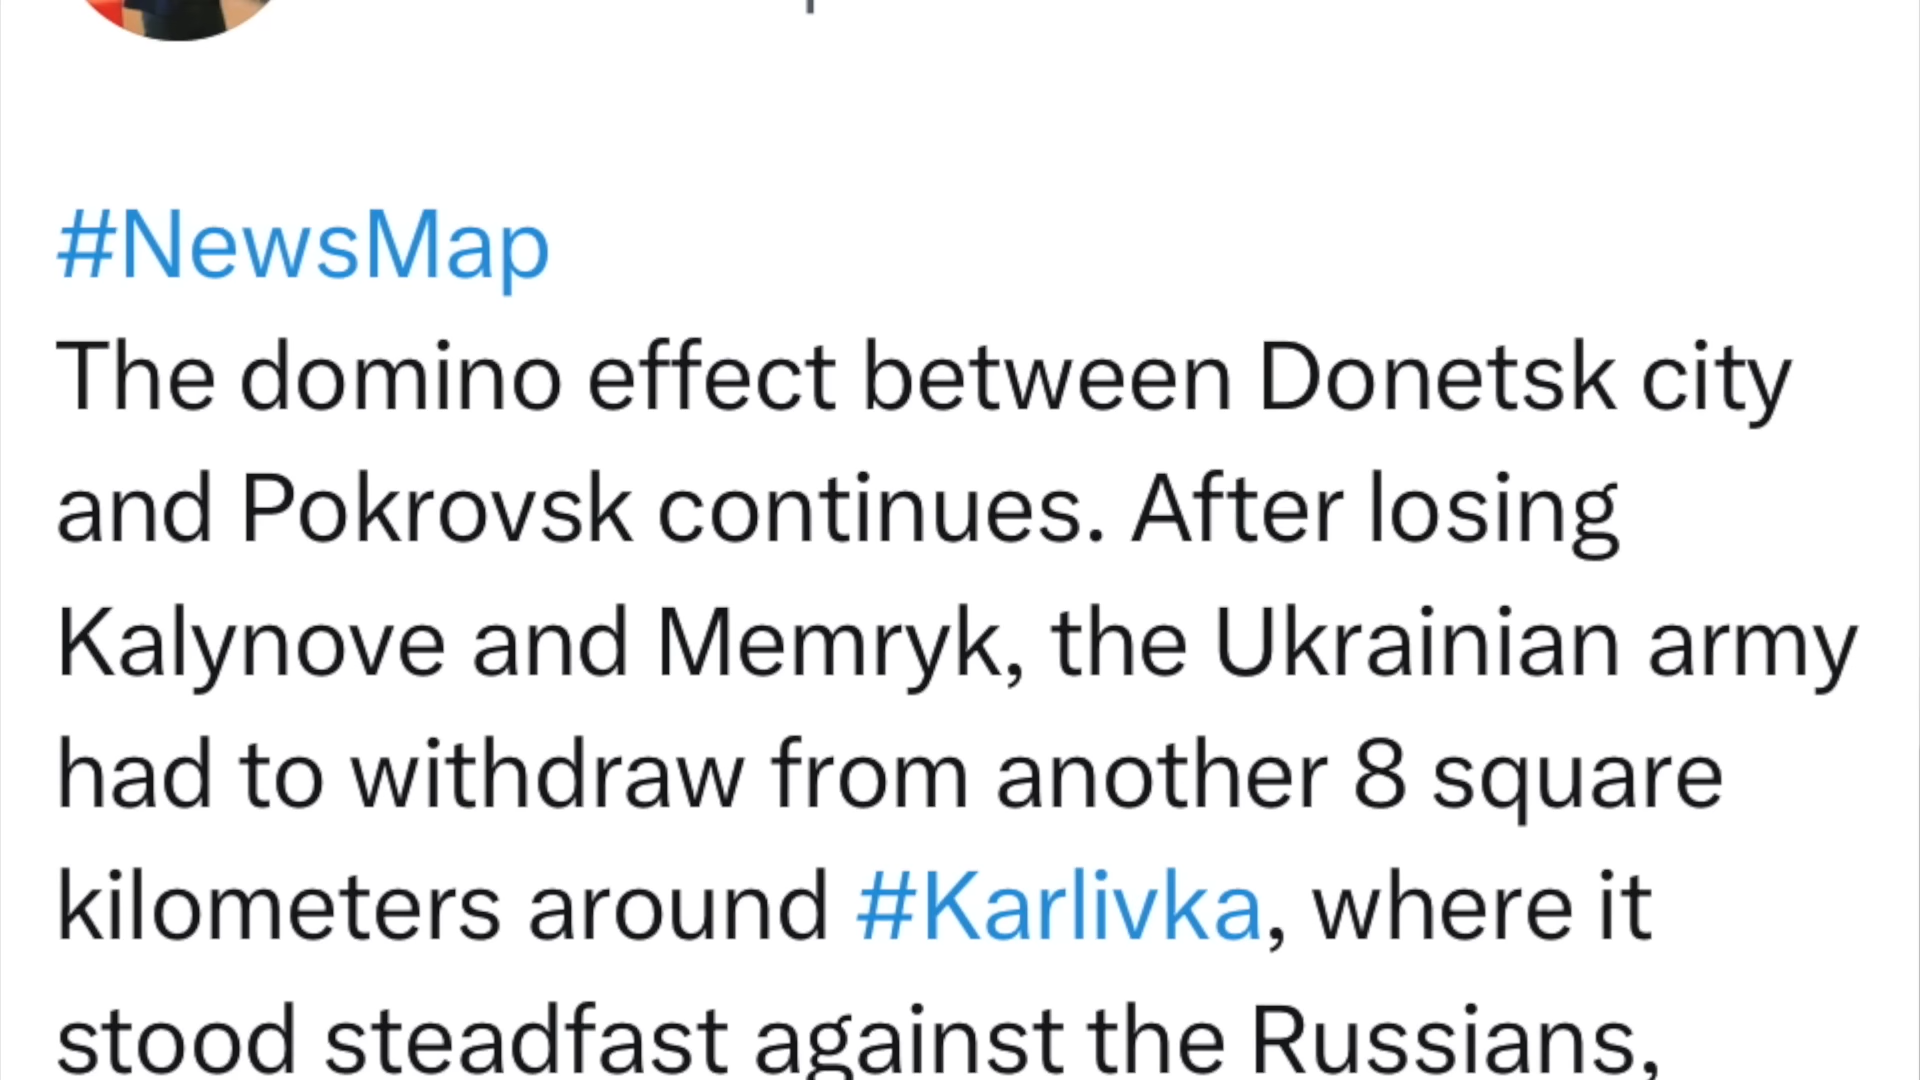 #NewsMap
The domino effect between Donetsk city
and Pokrovsk continues. After losing
Kalynove and Memryk, the Ukrainian army
had to withdraw from another 8 square
kilometers around #Karlivka, where it
stood steadfast against the Russians,